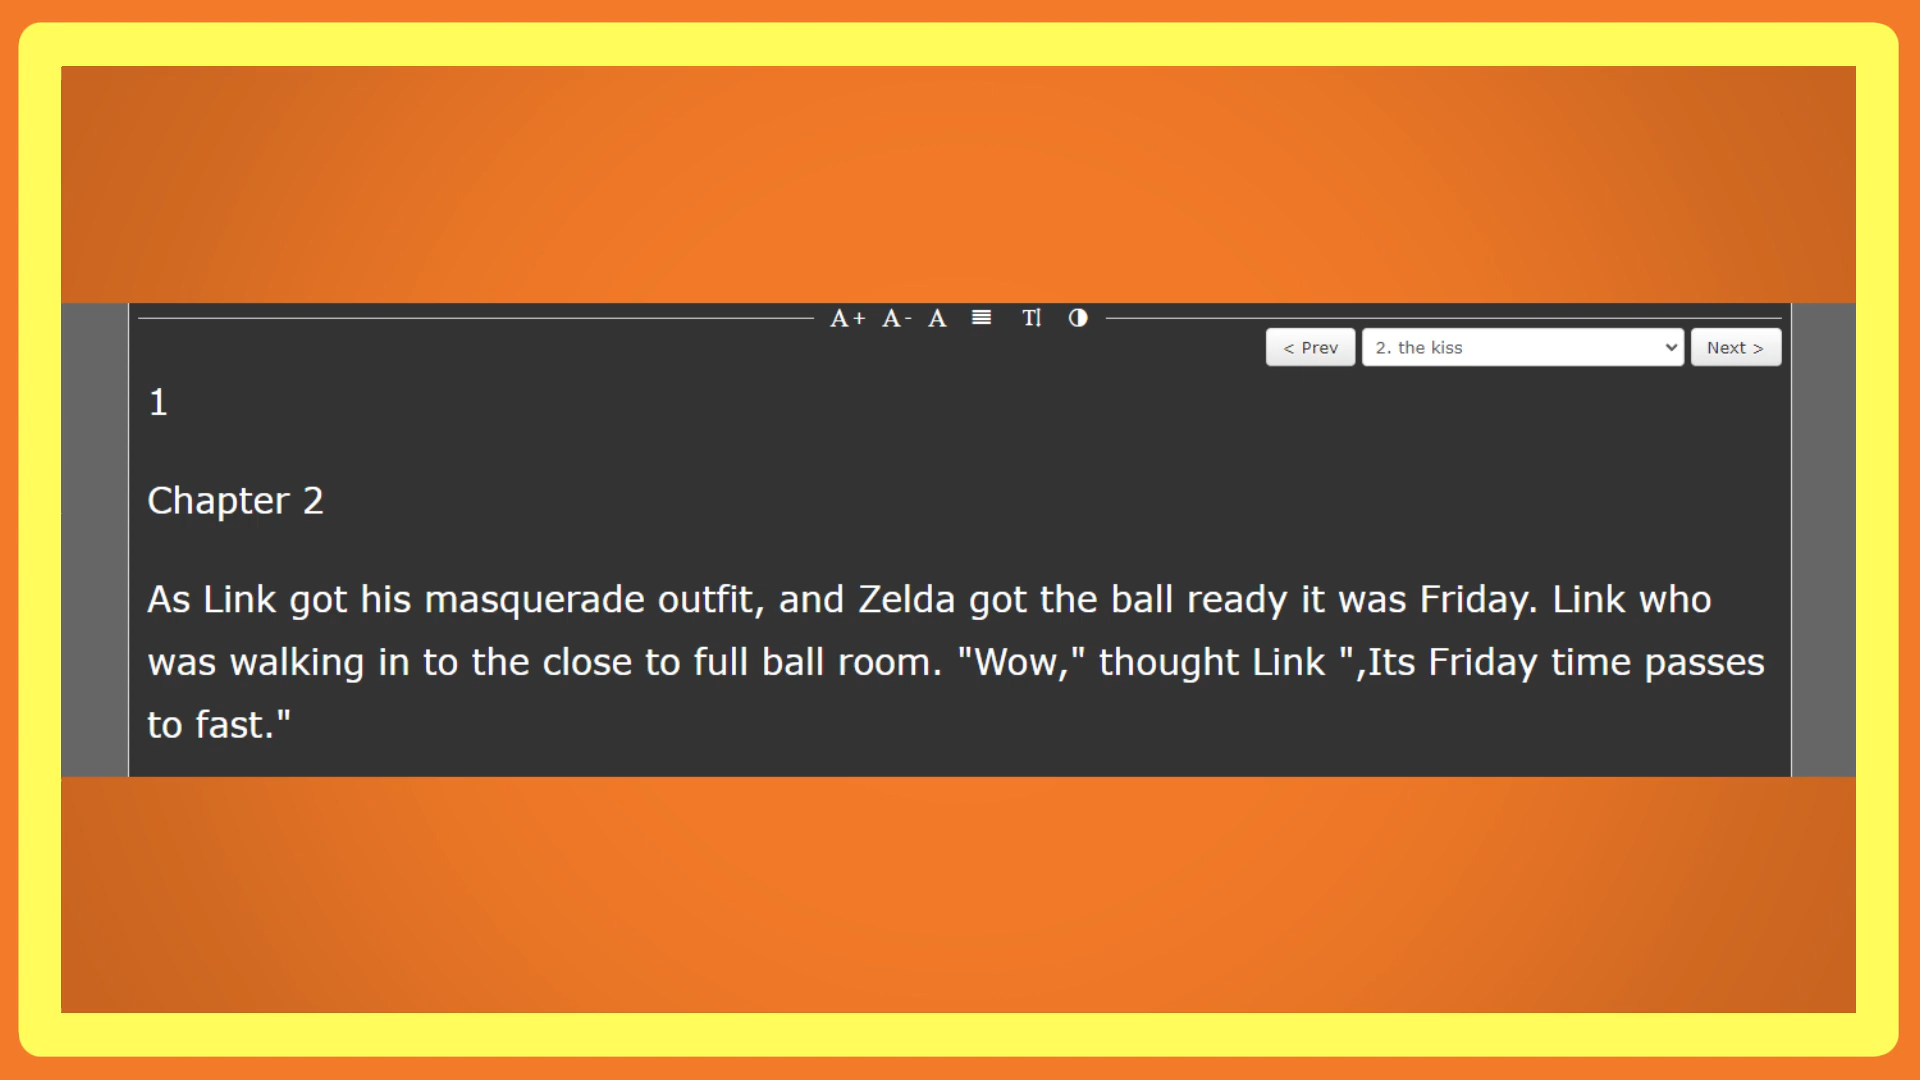 A+ A- A T
< Prev 2. the kiss Next >
1
Chapter 2
As Link got his masquerade outfit, and Zelda got the ball ready it was Friday. Link who
was walking in to the close to full ball room. "Wow," thought Link ",Its Friday time passes
to fast."